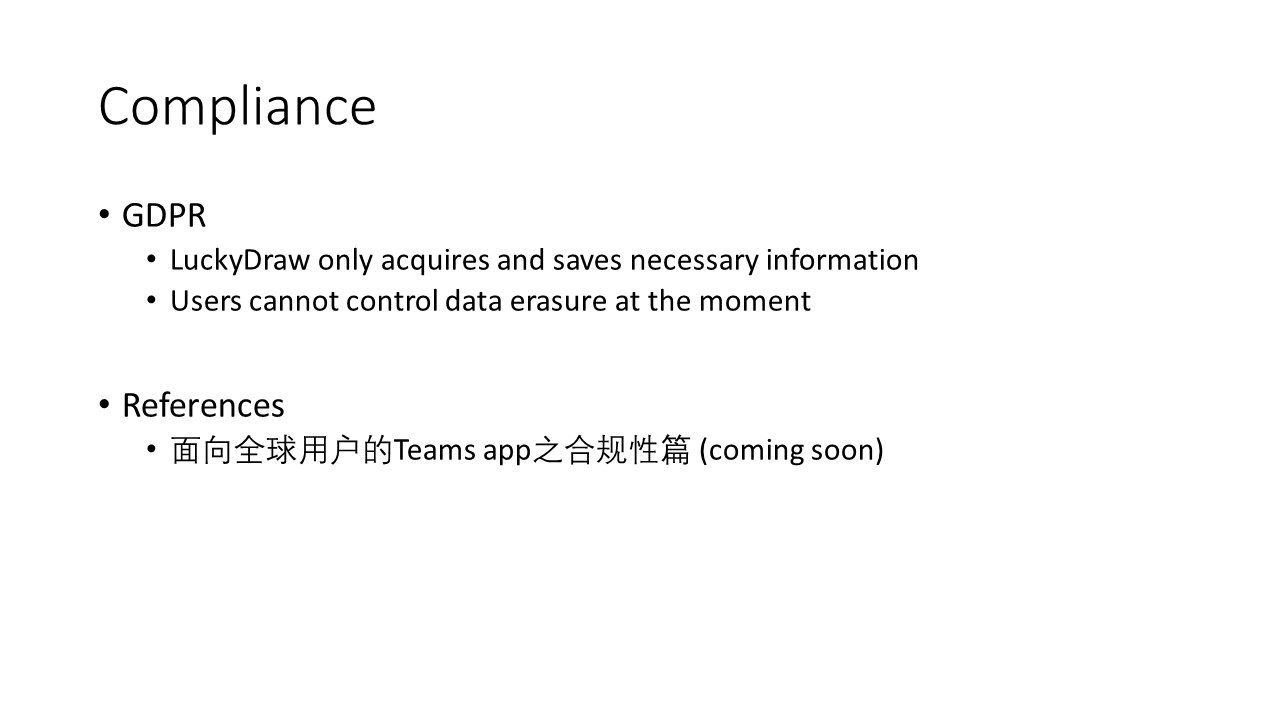 Compliance
• GDPR
• LuckyDraw only acquires and saves necessary information
• Users cannot control data erasure at the moment
• References
• 面向全球用户的Teams app之合规性篇 (coming soon)